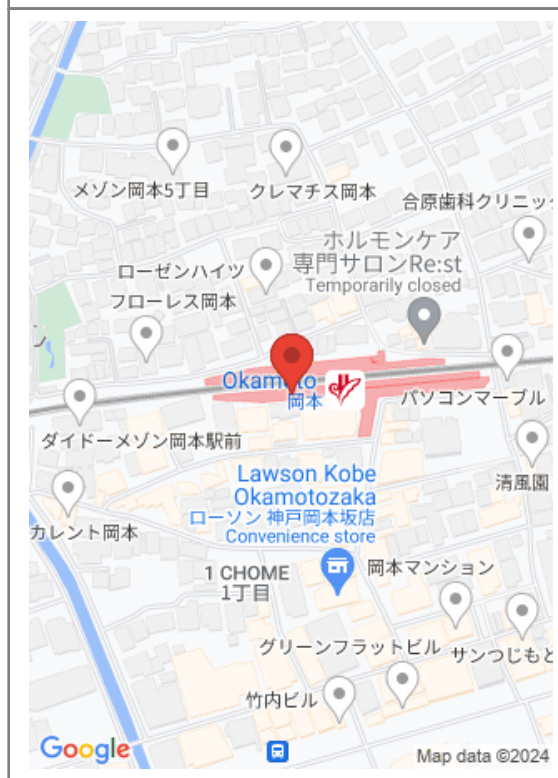 メゾン岡本5丁目
クレマチス岡本
合原歯科クリニック
ホルモンケア
専門サロンRe:st
Temporarily closed
ローゼンハイツ
フローレス岡本
Okamoto
岡本
パソコンマーブル
ダイドーメゾン岡本駅前
清風園
Lawson Kobe
Okamotozaka
ローソン 神戸岡本坂店
Convenience store
カレント岡本
1 CHOME
1丁目
岡本マンション
グリーンフラットビル
サンつじもと
竹内ビル
Google
Map data ©2024